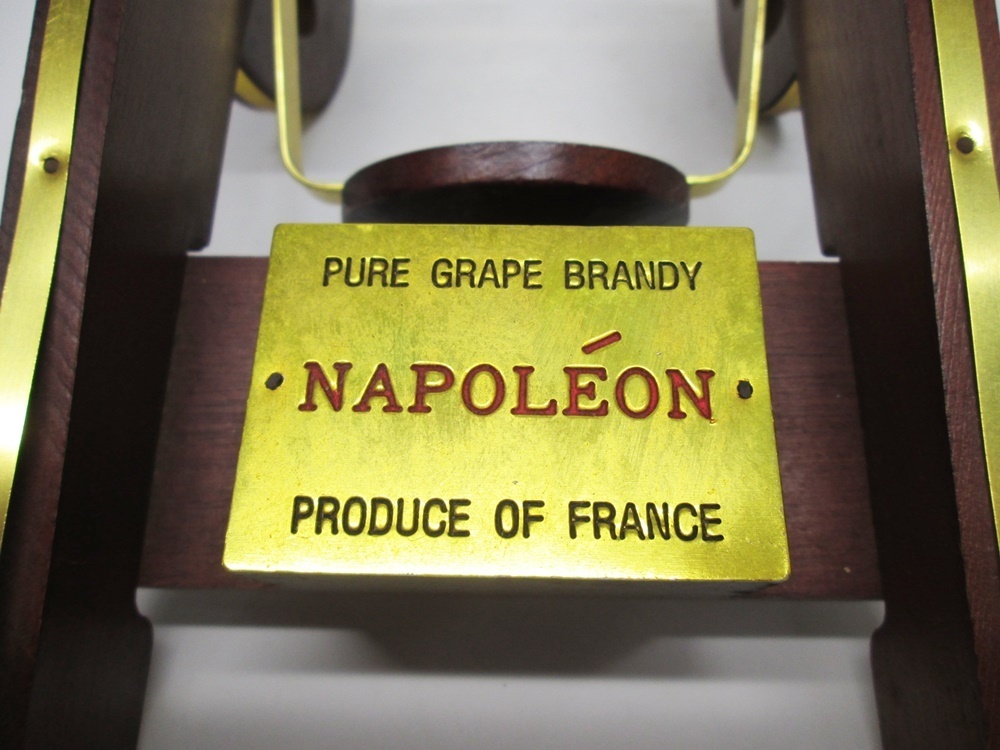 PURE GRAPE BRANDY
NAPOLÉON
PRODUCE OF FRANCE